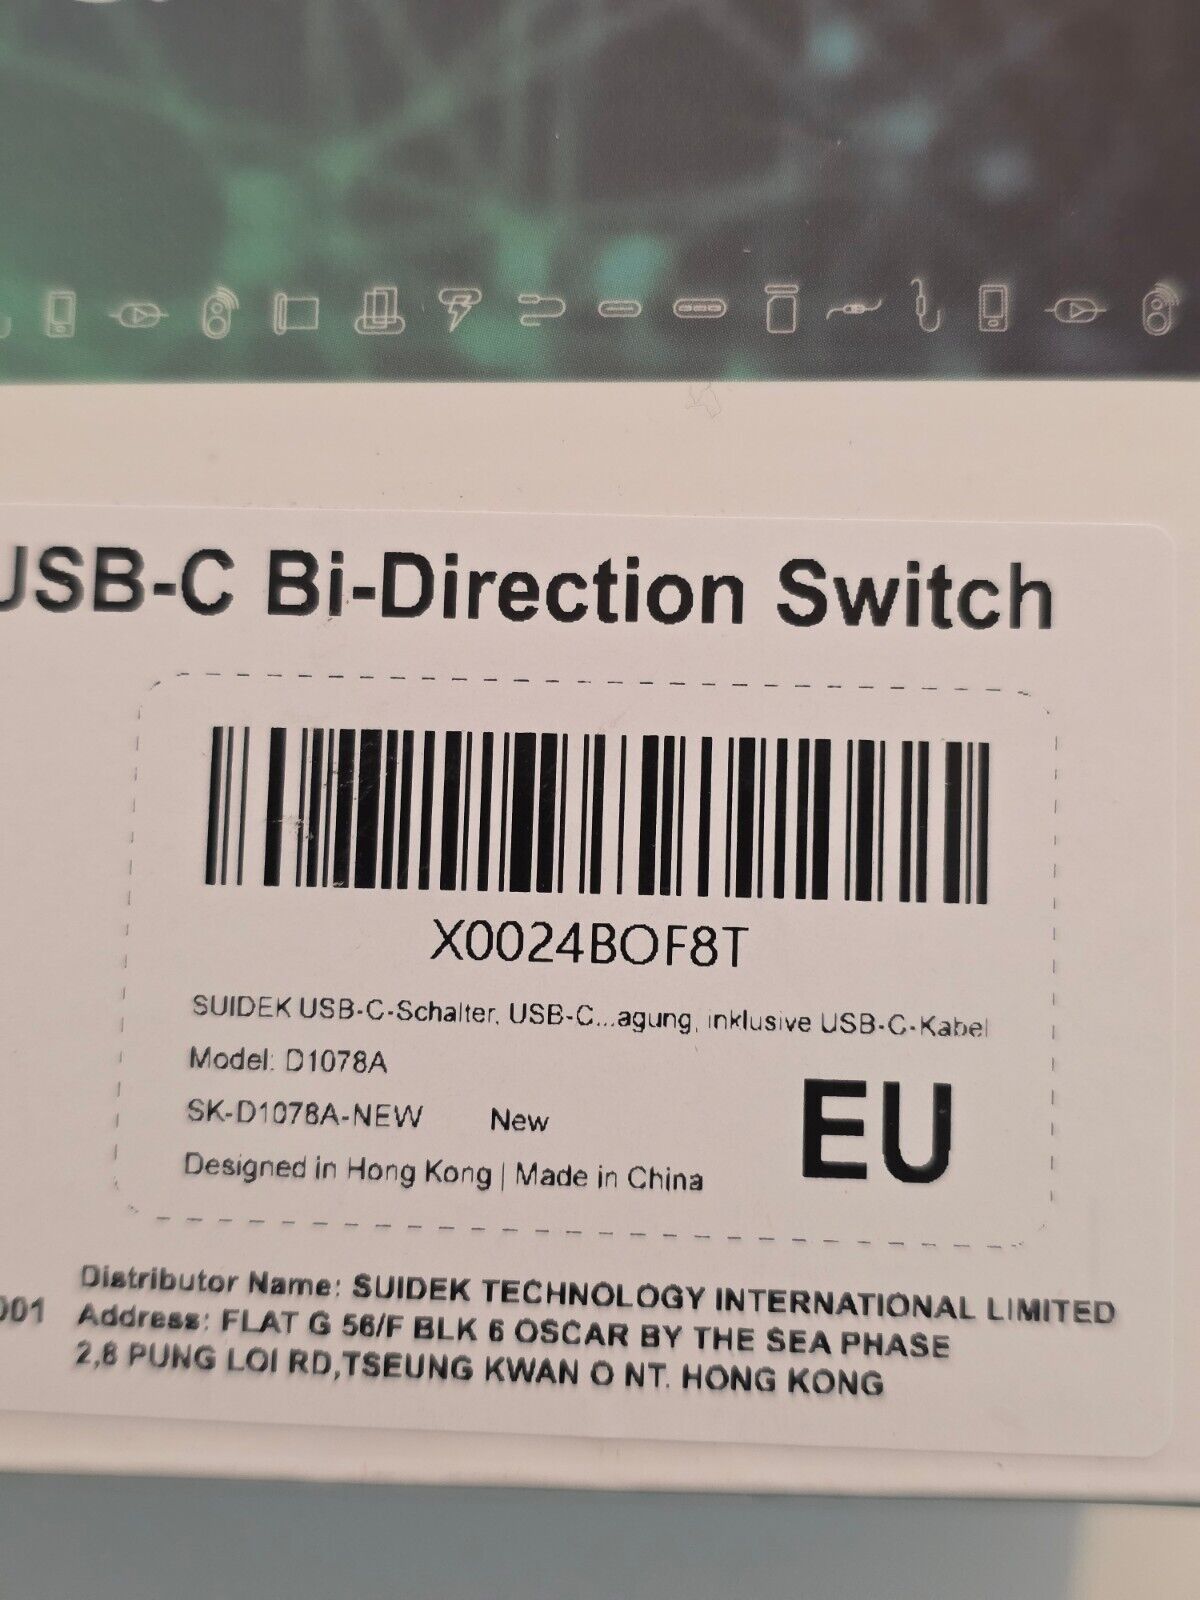 USB-C Bi-Direction Switch
X0024BOF8T
SUIDEK USB-C-Schalter, USB-C...agung, inklusive USB-C-Kabel
Model: D1078A
SK-D1078A-NEW New
EU
Designed in Hong Kong | Made in China
Distributor Name: SUIDEK TECHNOLOGY INTERNATIONAL LIMITED
001 Address: FLAT G 56/F BLK 6 OSCAR BY THE SEA PHASE
2,8 PUNG LOI RD,TSEUNG KWAN O NT. HONG KONG